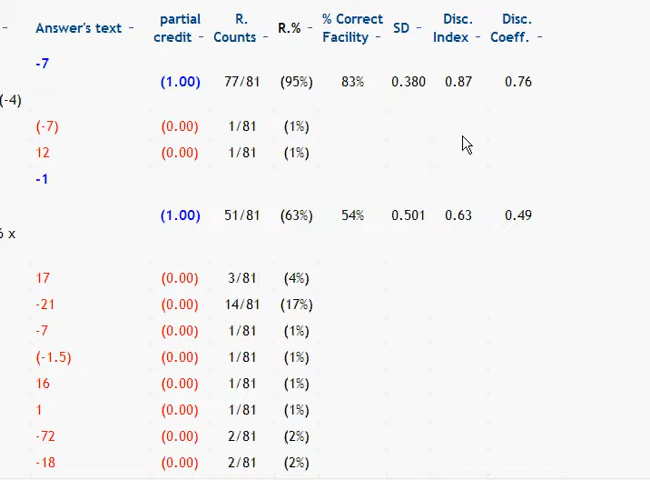 Answer's text partial credit R. Counts R.% % Correct Facility SD Disc. Index Disc. Coeff.
-7
(1.00) 77/81 (95%) 83% 0.380 0.87 0.76
(-4)
(-7) (0.00) 1/81 (1%)
12 (0.00) 1/81 (1%)
-1
(1.00) 51/81 (63%) 54% 0.501 0.63 0.49
6 x
17 (0.00) 3/81 (4%)
-21 (0.00) 14/81 (17%)
-7 (0.00) 1/81 (1%)
(-1.5) (0.00) 1/81 (1%)
16 (0.00) 1/81 (1%)
1 (0.00) 1/81 (1%)
-72 (0.00) 2/81 (2%)
-18 (0.00) 2/81 (2%)